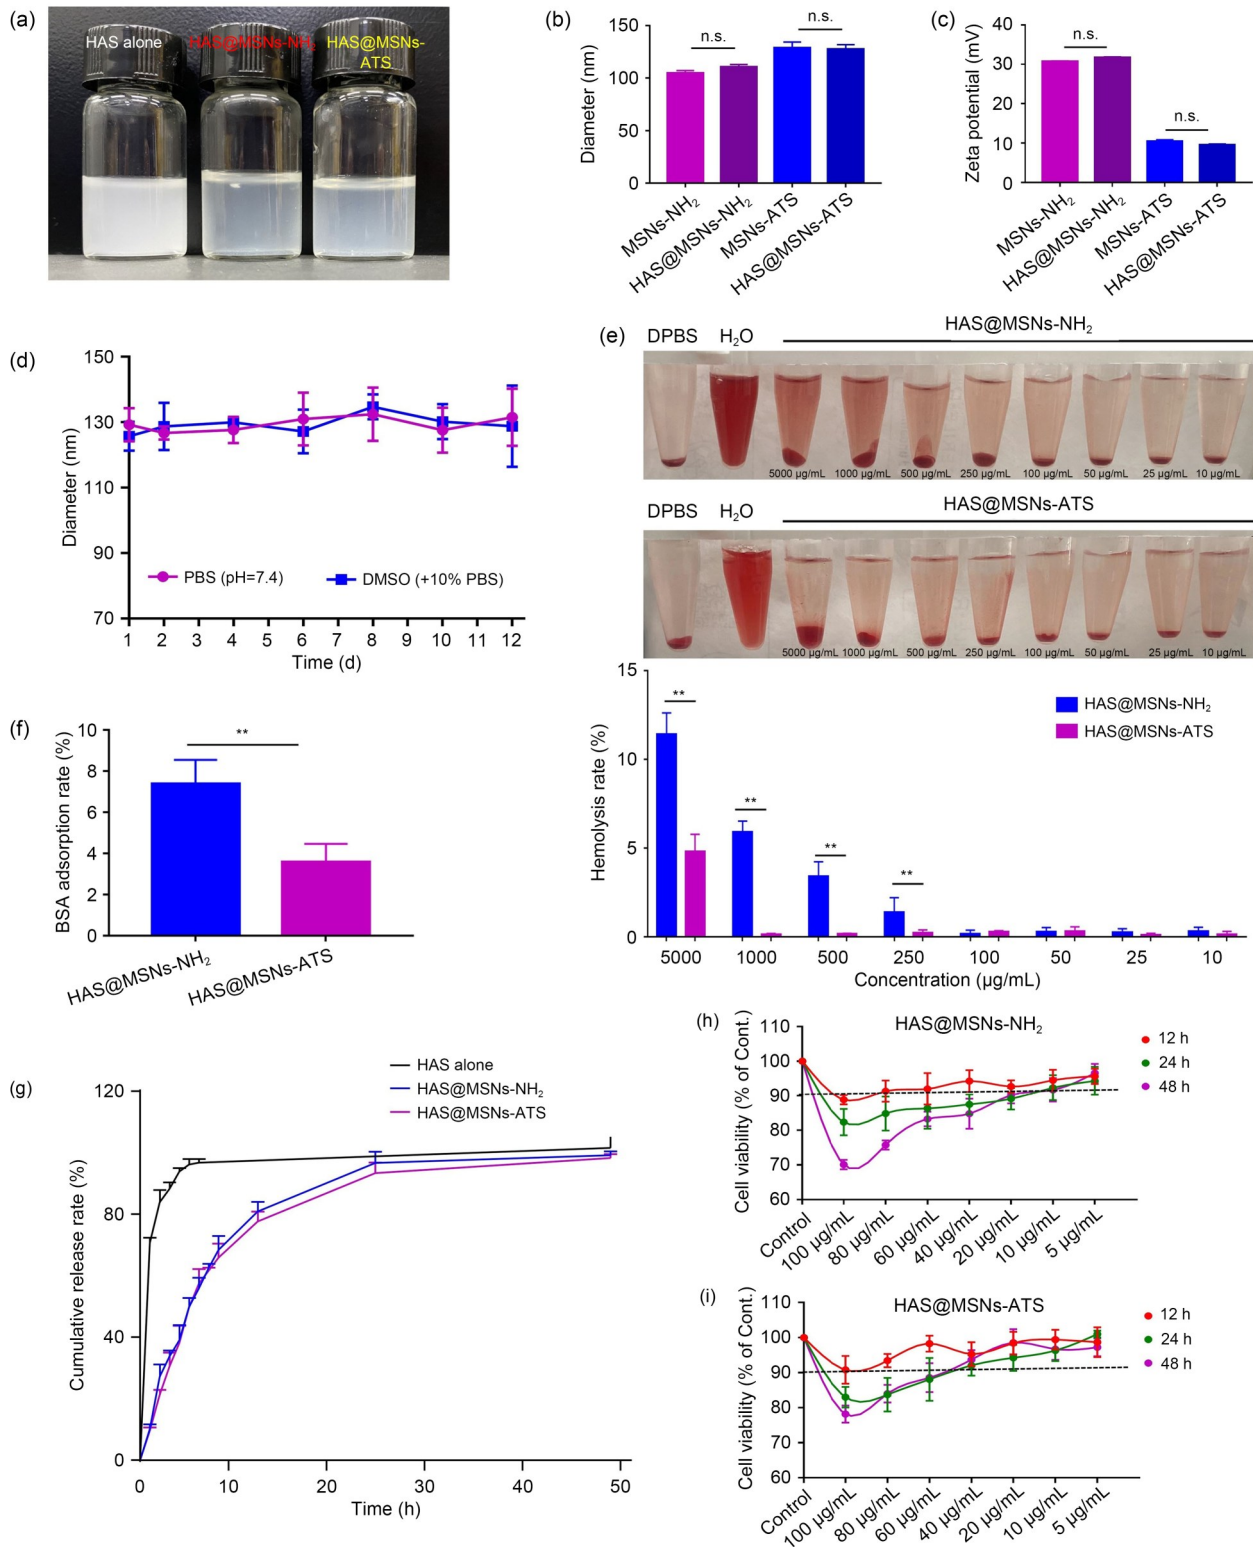 (a)
HAS alone
HAS@MSNs-NH₂
HAS@MSNs-
ATS
(b)
Diameter (nm)
150
100
50
0
n.s.
n.s.
MSNs-NH₂
HAS@MSNs-NH₂
MSNs-ATS
HAS@MSNs-ATS
(c)
Zeta potential (mV)
40
30
20
10
0
n.s.
n.s.
MSNs-NH₂
HAS@MSNs-NH₂
MSNs-ATS
HAS@MSNs-ATS
(d)
Diameter (nm)
150
130
110
90
70
PBS (pH=7.4)
DMSO (+10% PBS)
1 2 3 4 5 6 7 8 9 10 11 12
Time (d)
(e)
HAS@MSNs-NH₂
DPBS H₂O
5000 µg/mL 1000 µg/mL 500 µg/mL 250 µg/mL 100 µg/mL 50 µg/mL 25 µg/mL 10 µg/mL
HAS@MSNs-ATS
DPBS H₂O
5000 µg/mL 1000 µg/mL 500 µg/mL 250 µg/mL 100 µg/mL 50 µg/mL 25 µg/mL 10 µg/mL
Hemolysis rate (%)
15
10
5
0
**
**
**
**
HAS@MSNs-NH₂
HAS@MSNs-ATS
5000 1000 500 250 100 50 25 10
Concentration (µg/mL)
(f)
BSA adsorption rate (%)
10
8
6
4
2
0
**
HAS@MSNs-NH₂
HAS@MSNs-ATS
(g)
HAS alone
HAS@MSNs-NH₂
HAS@MSNs-ATS
Cumulative release rate (%)
120
80
40
0
0 10 20 30 40 50
Time (h)
(h)
HAS@MSNs-NH₂
Cell viability (% of Cont.)
110
100
90
80
70
60
12 h
24 h
48 h
Control
100 µg/mL
80 µg/mL
60 µg/mL
40 µg/mL
20 µg/mL
10 µg/mL
5 µg/mL
(i)
HAS@MSNs-ATS
Cell viability (% of Cont.)
110
100
90
80
70
60
12 h
24 h
48 h
Control
100 µg/mL
80 µg/mL
60 µg/mL
40 µg/mL
20 µg/mL
10 µg/mL
5 µg/mL